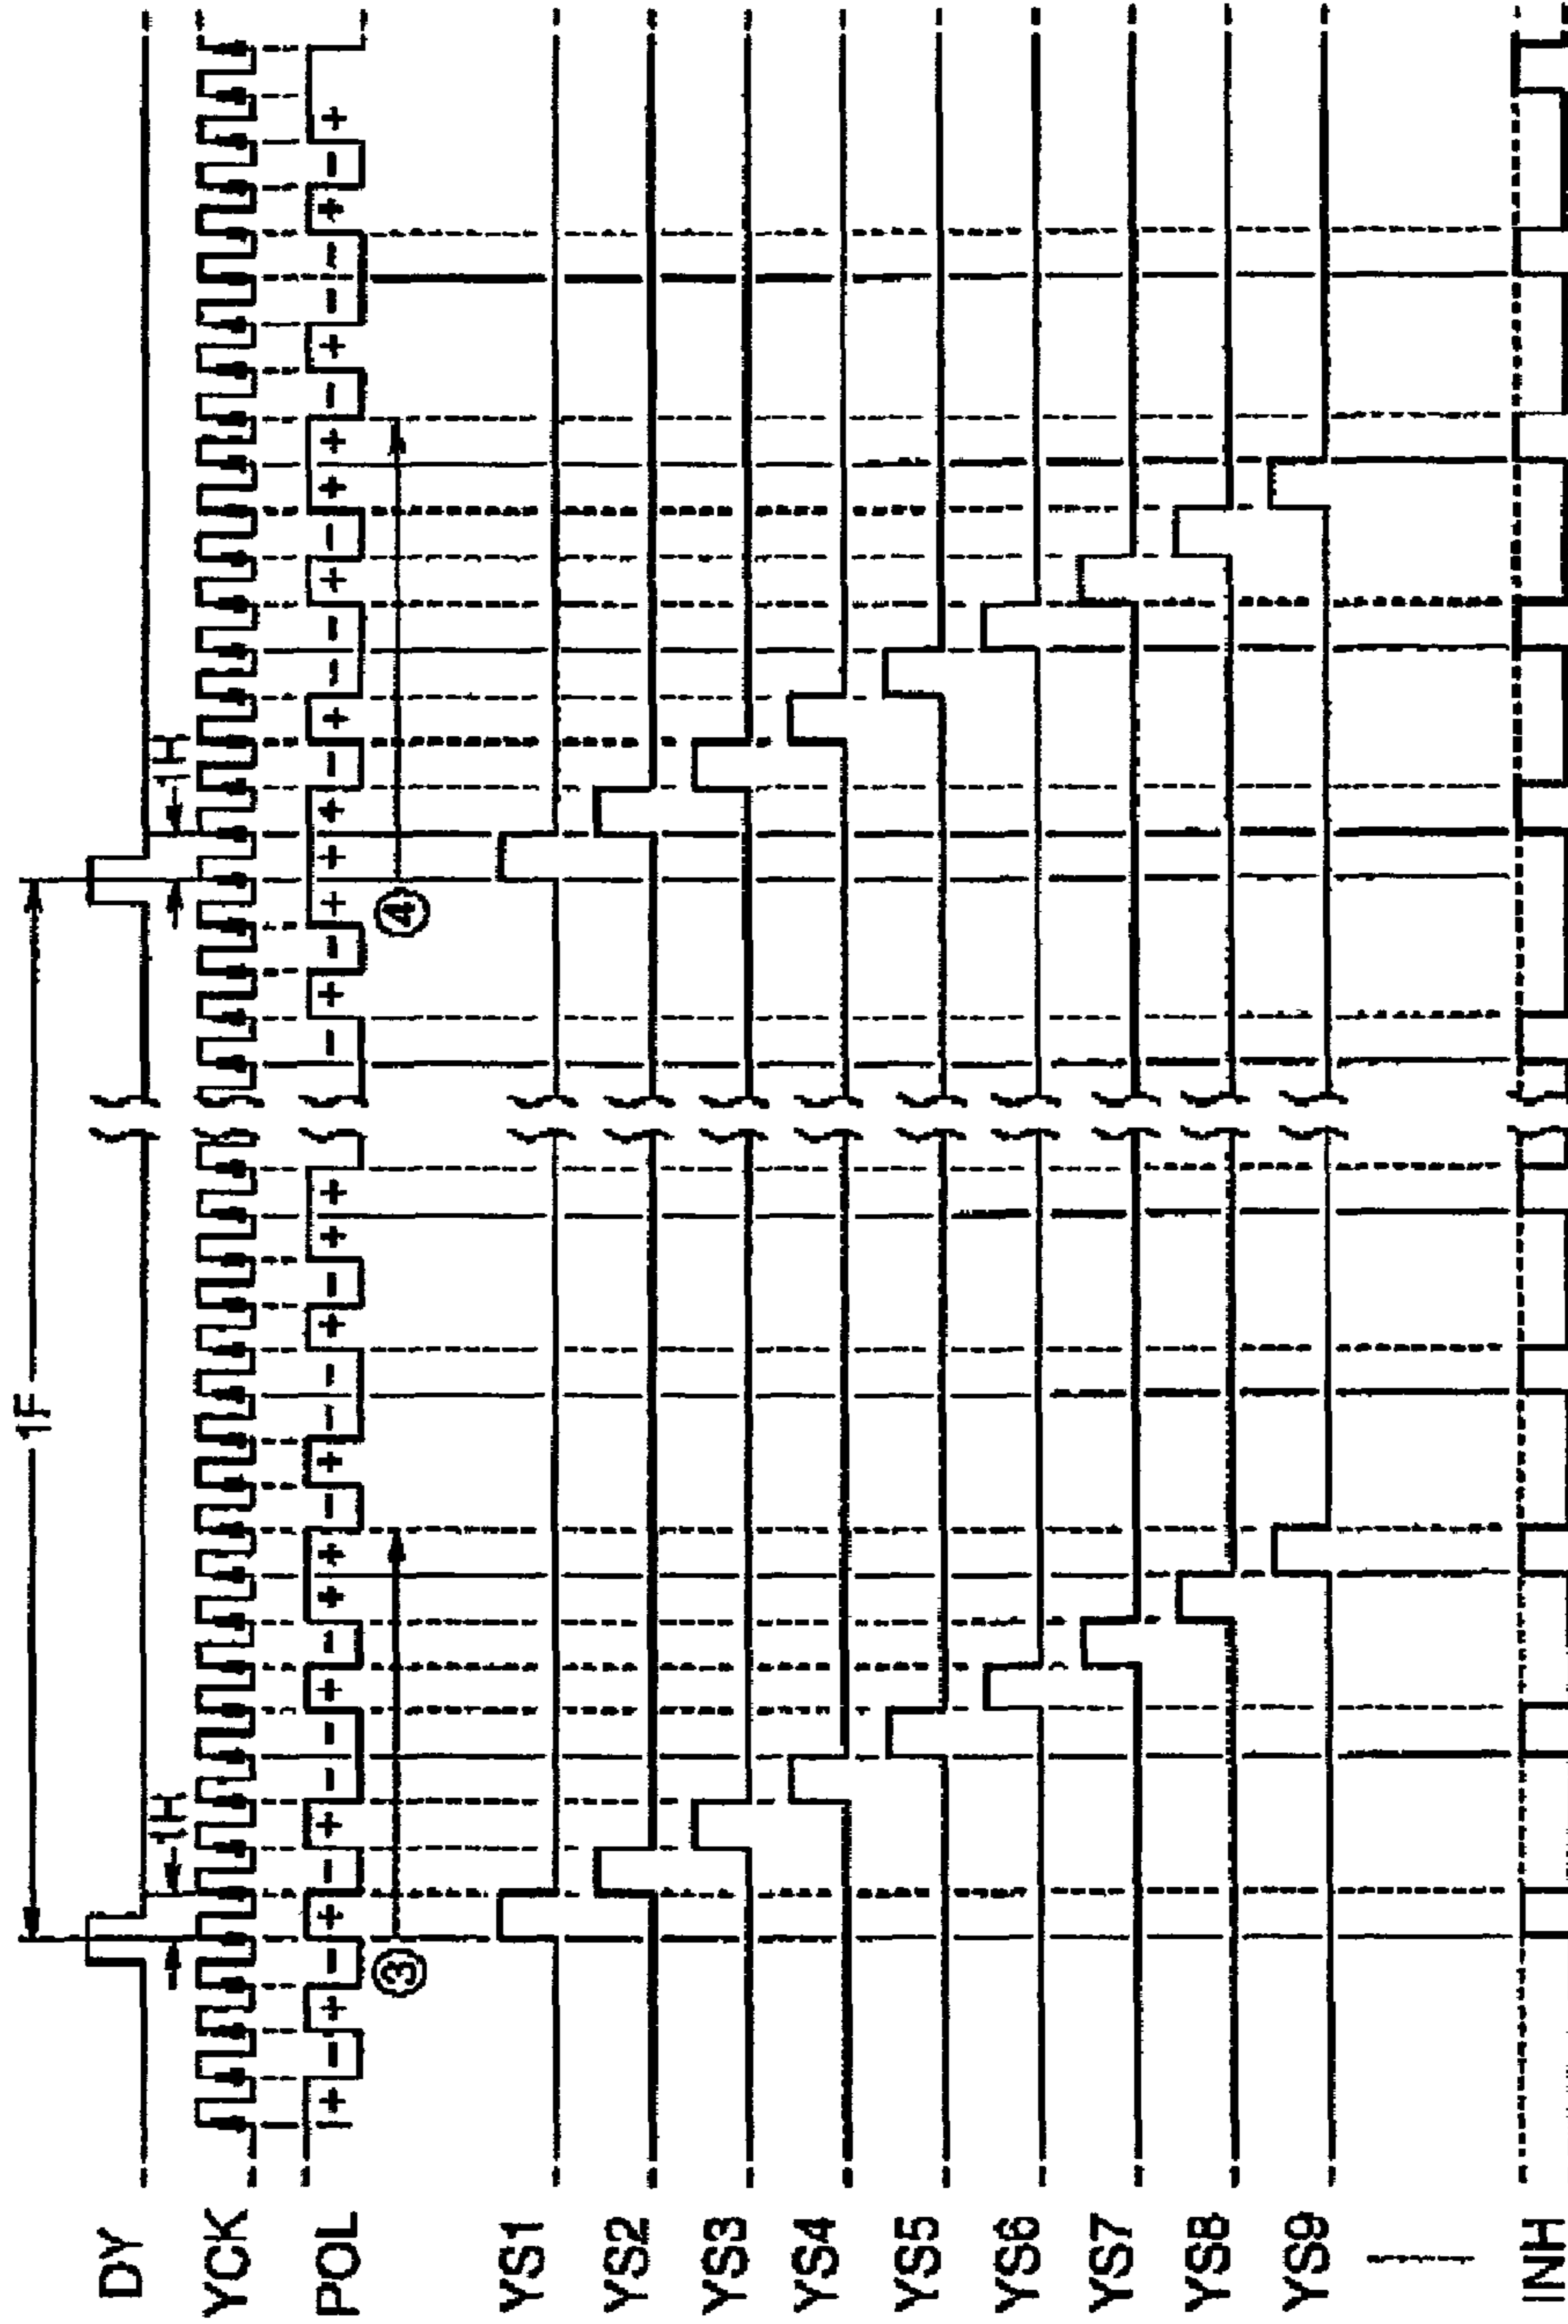 1F
DY
1H 1H
YCK
POL + − + − + − + − − + − + + − + − − + − + + − + − + + + − + − − + − + + − + − − + − +
③ ④
YS1
YS2
YS3
YS4
YS5
YS6
YS7
YS8
YS9
INH